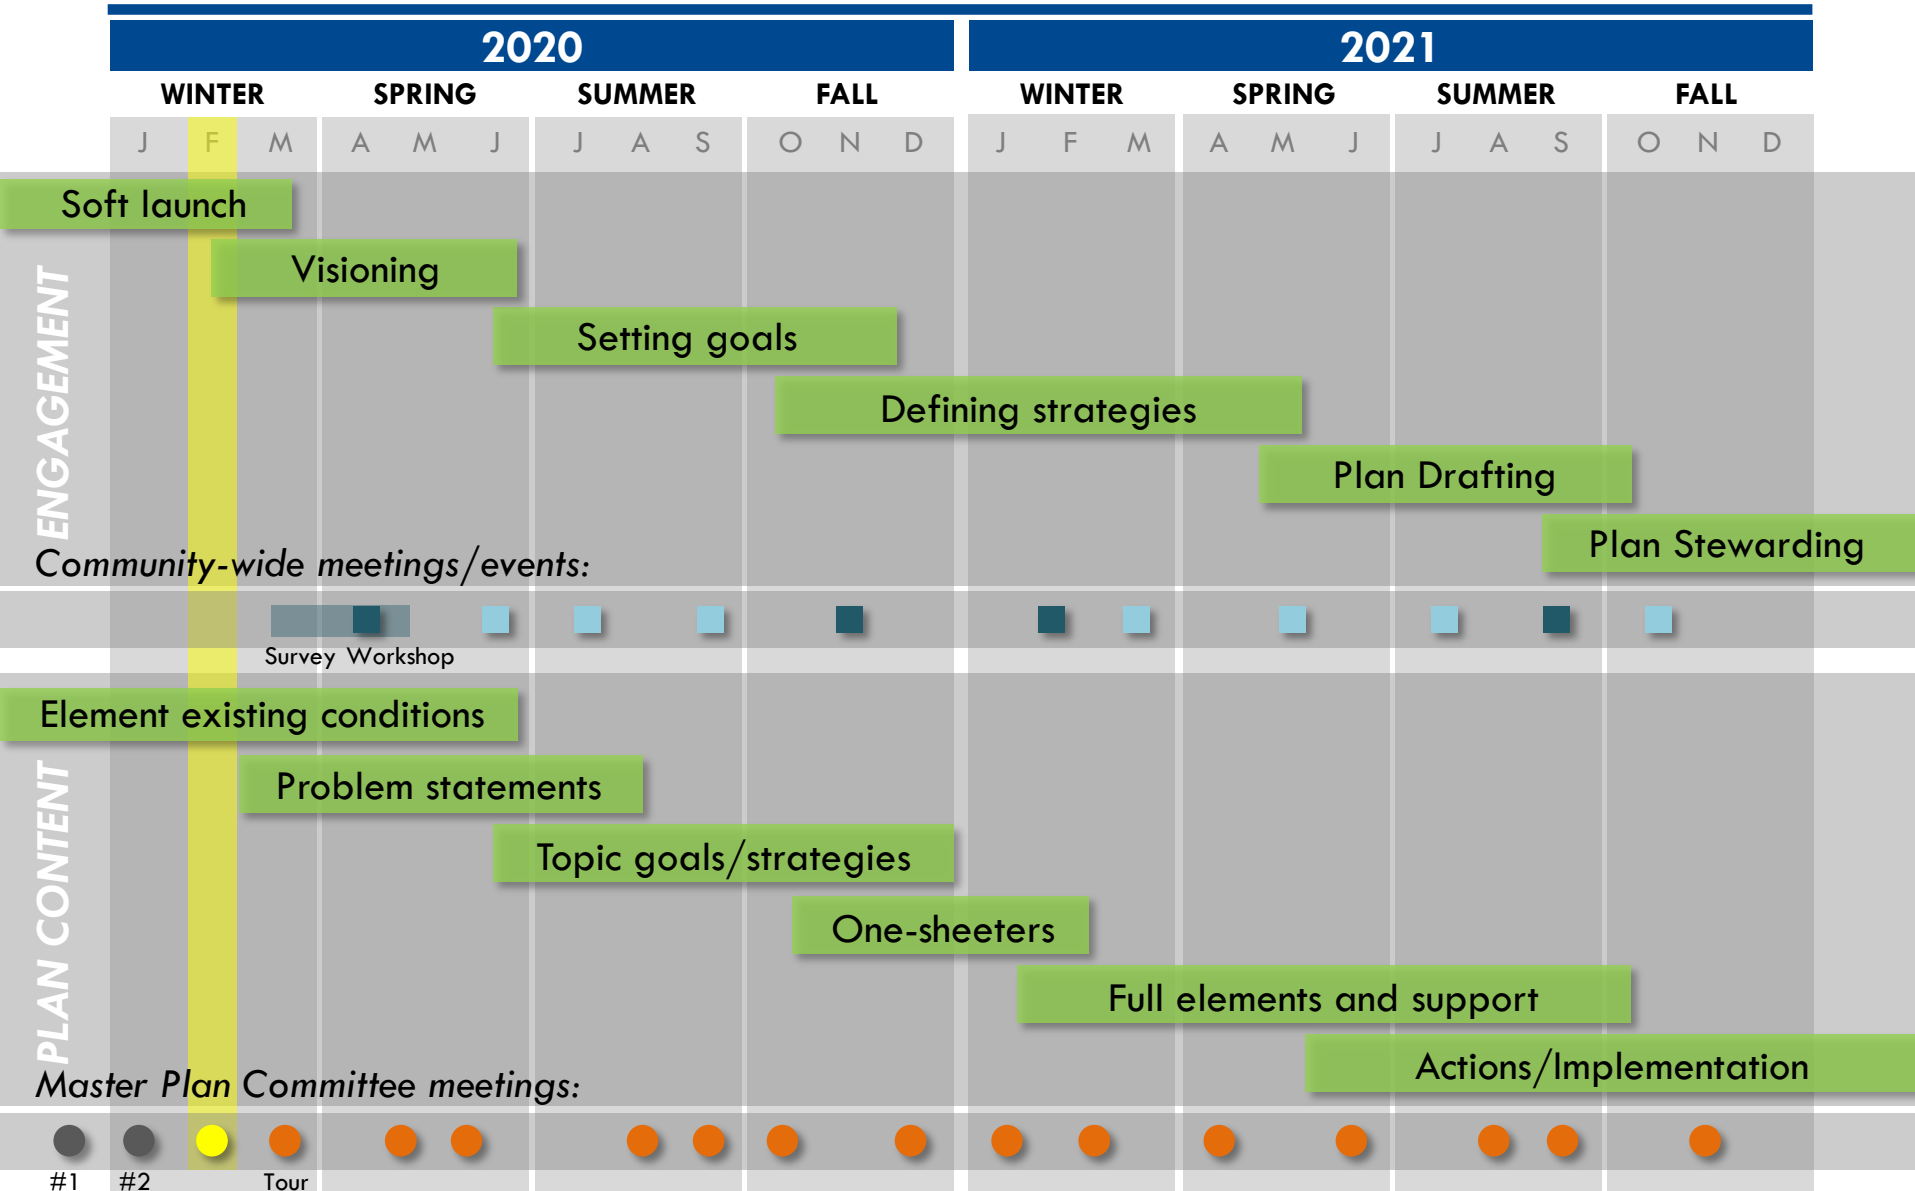 2020 2021
WINTER SPRING SUMMER FALL WINTER SPRING SUMMER FALL
J F M A M J J A S O N D J F M A M J J A S O N D
ENGAGEMENT
Soft launch
Visioning
Setting goals
Defining strategies
Plan Drafting
Plan Stewarding
Community-wide meetings/events:
Survey Workshop
PLAN CONTENT
Element existing conditions
Problem statements
Topic goals/strategies
One-sheeters
Full elements and support
Actions/Implementation
Master Plan Committee meetings:
#1 #2 Tour